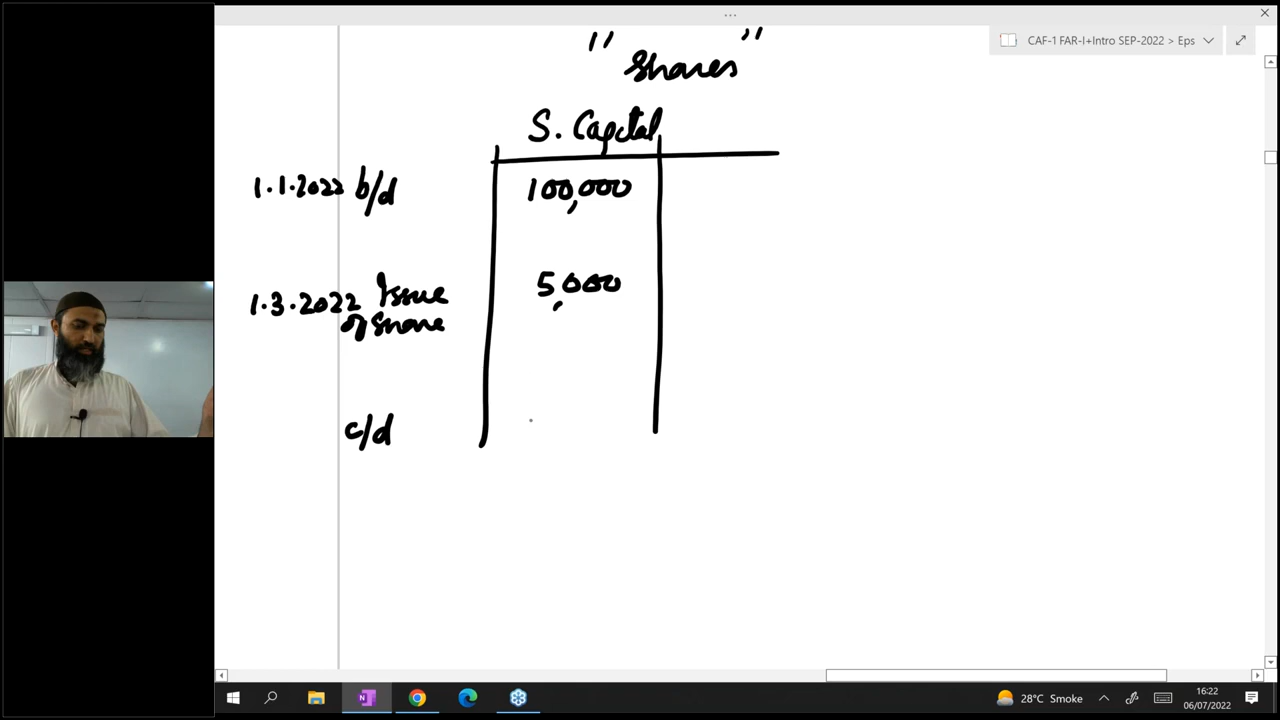 CAF-1 FAR-I+Intro SEP-2022 > Eps
" Shares "
S. Capital
1.1.2022 b/d 100,000
1.3.2022 Issue 5,000
of Share
c/d
28°C Smoke
16:22
06/07/2022